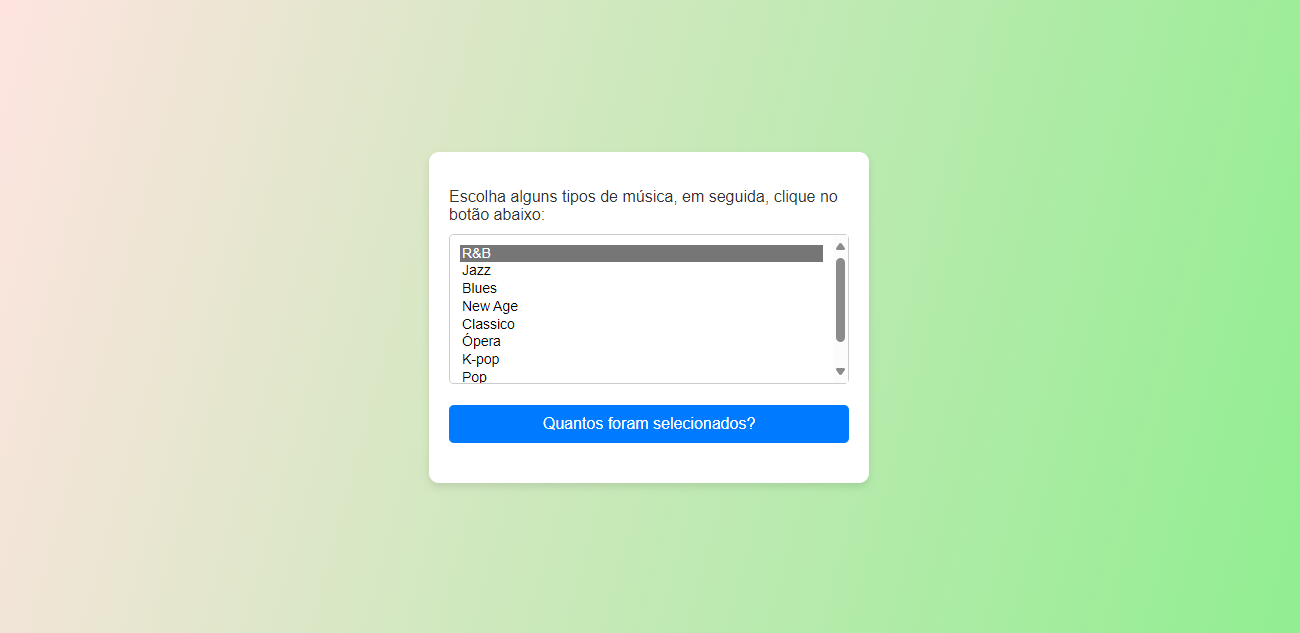 Escolha alguns tipos de música, em seguida, clique no
botão abaixo:
R&B
Jazz
Blues
New Age
Classico
Ópera
K-pop
Pop
Quantos foram selecionados?